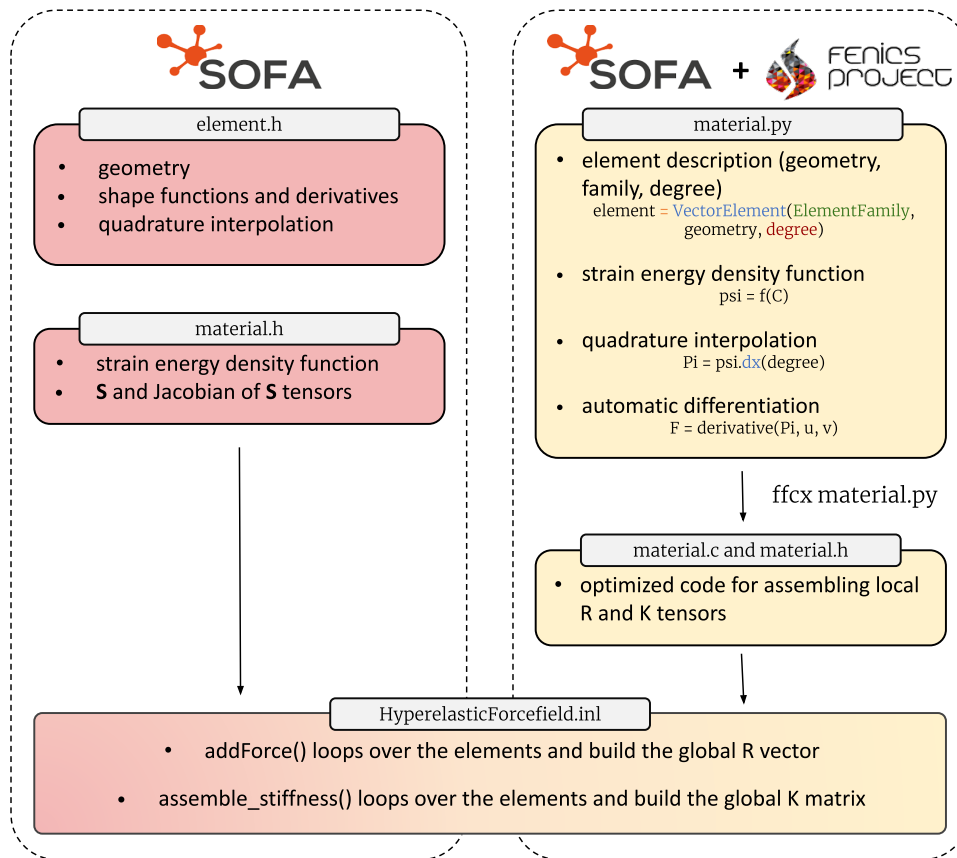 SOFA
element.h
• geometry
• shape functions and derivatives
• quadrature interpolation
material.h
• strain energy density function
• S and Jacobian of S tensors
SOFA + FENICS
PROJECT
material.py
• element description (geometry,
family, degree)
element = VectorElement(ElementFamily,
geometry, degree)
• strain energy density function
psi = f(C)
• quadrature interpolation
Pi = psi.dx(degree)
• automatic differentiation
F = derivative(Pi, u, v)
ffcx material.py
material.c and material.h
• optimized code for assembling local
R and K tensors
HyperelasticForcefield.inl
• addForce() loops over the elements and build the global R vector
• assemble_stiffness() loops over the elements and build the global K matrix